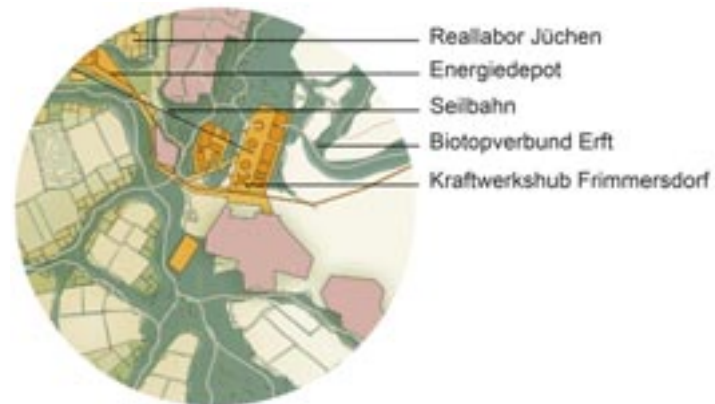 Reallabor Jüchen
Energiedepot
Seilbahn
Biotopverbund Erft
Kraftwerkshub Frimmersdorf